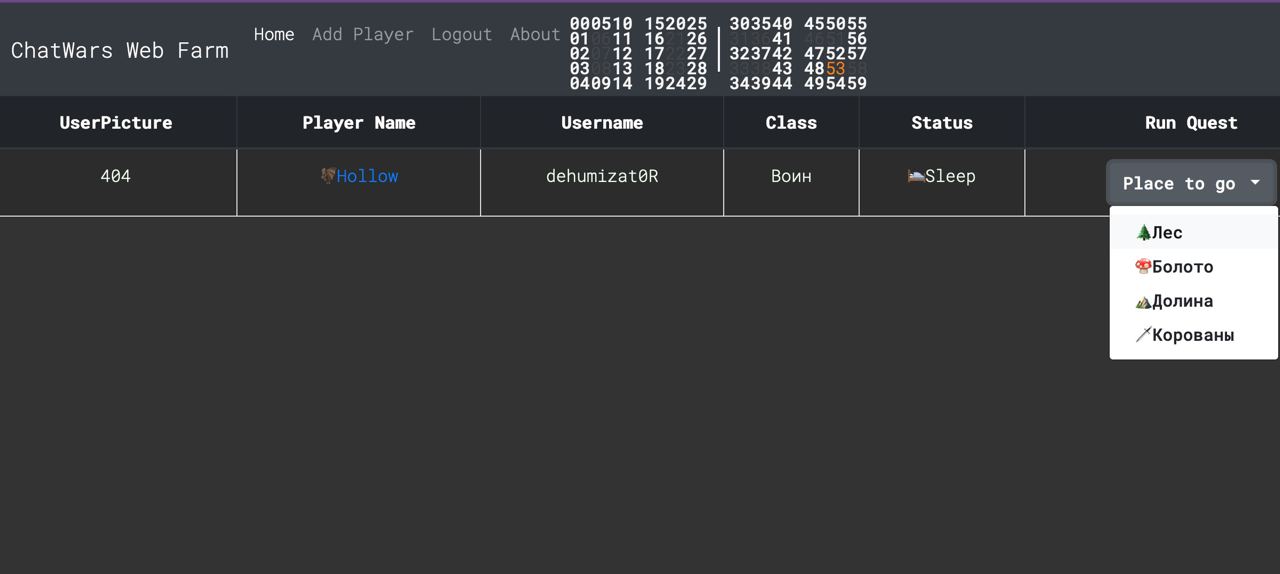 ChatWars Web Farm
Home Add Player Logout About
000510 152025 303540 455055
01 11 16 26 41 56
02 12 17 27 323742 475257
03 13 18 28 43 4853
040914 192429 343944 495459
UserPicture Player Name Username Class Status Run Quest
404 Hollow dehumizat0R Воин Sleep Place to go
Лес
Болото
Долина
Корованы